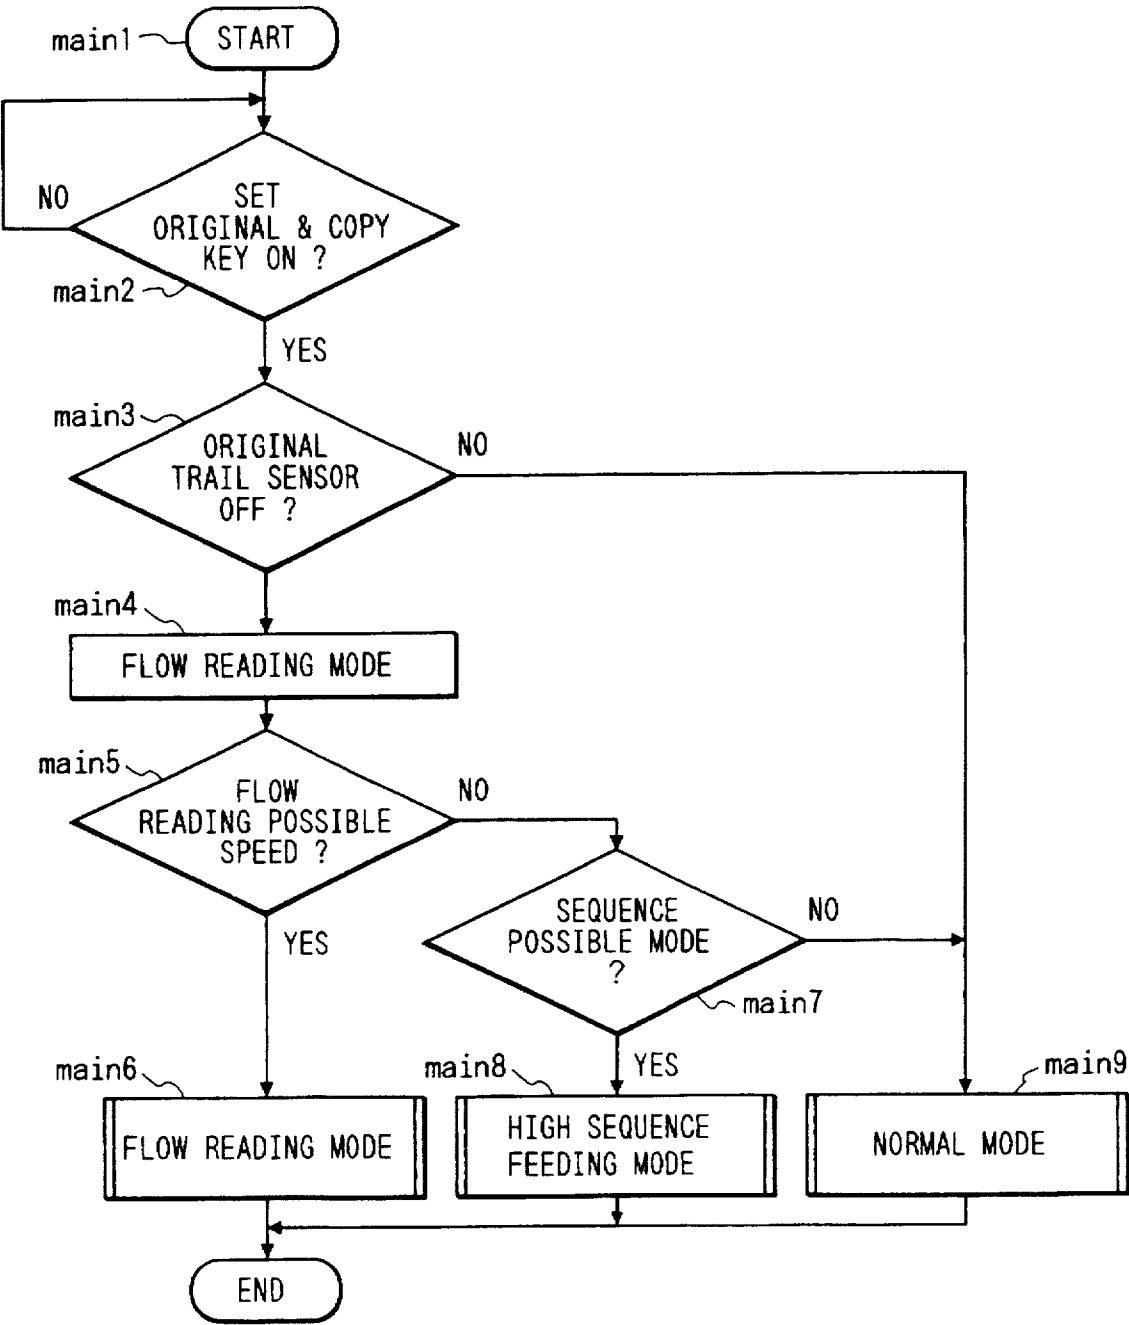 main1
START
NO
SET
ORIGINAL & COPY
KEY ON ?
main2
YES
main3
ORIGINAL
TRAIL SENSOR
OFF ?
NO
main4
FLOW READING MODE
main5
FLOW
READING POSSIBLE
SPEED ?
NO
YES
SEQUENCE
POSSIBLE MODE
?
NO
main7
main6
FLOW READING MODE
main8
YES
HIGH SEQUENCE
FEEDING MODE
main9
NORMAL MODE
END